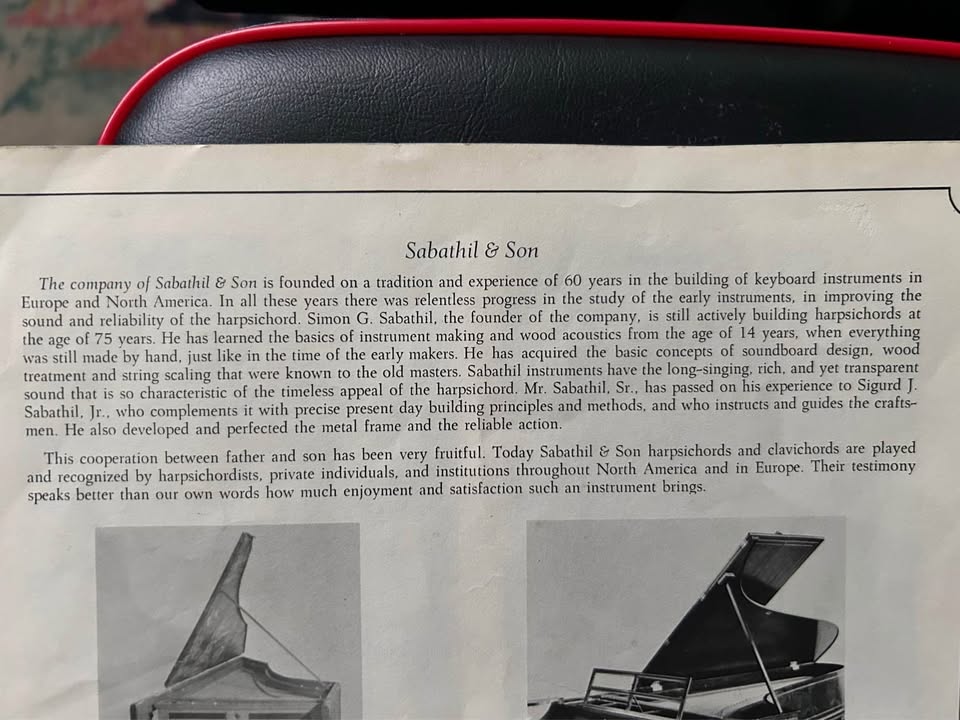 Sabathil & Son
The company of Sabathil & Son is founded on a tradition and experience of 60 years in the building of keyboard instruments in
Europe and North America. In all these years there was relentless progress in the study of the early instruments, in improving the
sound and reliability of the harpsichord. Simon G. Sabathil, the founder of the company, is still actively building harpsichords at
the age of 75 years. He has learned the basics of instrument making and wood acoustics from the age of 14 years, when everything
was still made by hand, just like in the time of the early makers. He has acquired the basic concepts of soundboard design, wood
treatment and string scaling that were known to the old masters. Sabathil instruments have the long-singing, rich, and yet transparent
sound that is so characteristic of the timeless appeal of the harpsichord. Mr. Sabathil, Sr., has passed on his experience to Sigurd J.
Sabathil, Jr., who complements it with precise present day building principles and methods, and who instructs and guides the crafts-
men. He also developed and perfected the metal frame and the reliable action.
This cooperation between father and son has been very fruitful. Today Sabathil & Son harpsichords and clavichords are played
and recognized by harpsichordists, private individuals, and institutions throughout North America and in Europe. Their testimony
speaks better than our own words how much enjoyment and satisfaction such an instrument brings.